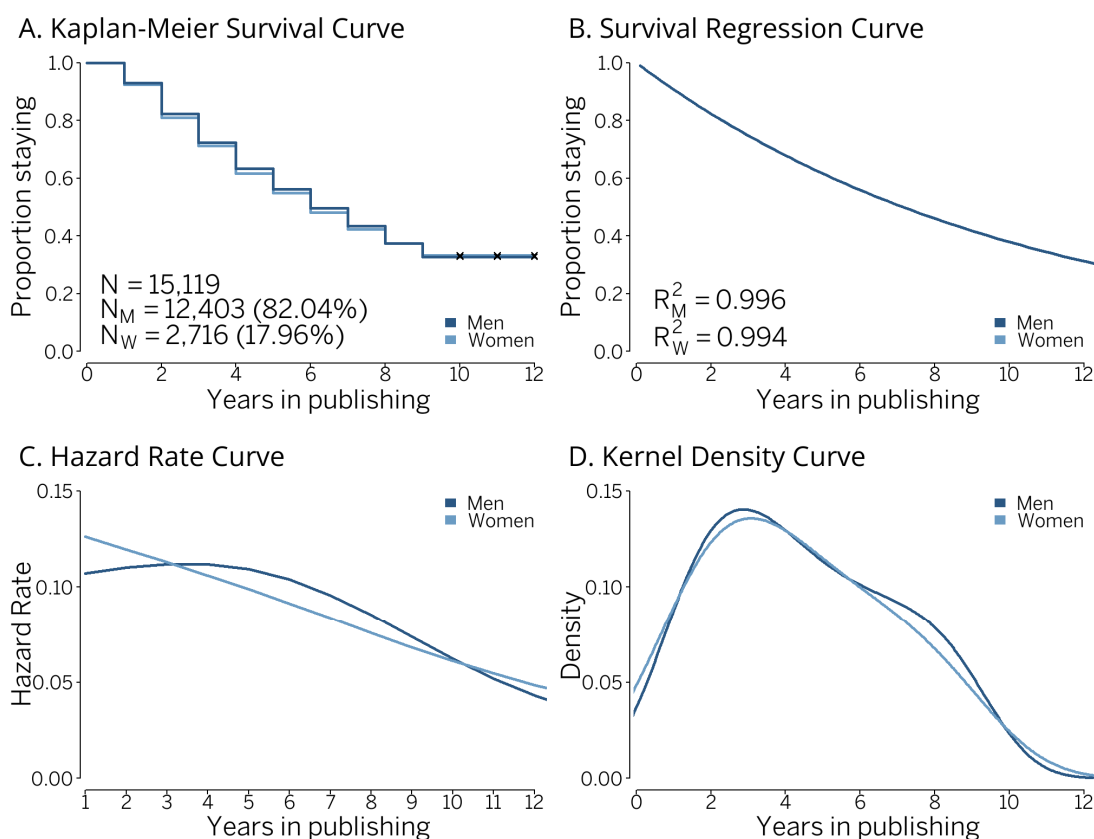 A. Kaplan-Meier Survival Curve
Proportion staying
1.0
0.8
0.6
0.4
0.2
0.0
N = 15,119
N_M = 12,403 (82.04%)
N_W = 2,716 (17.96%)
Men
Women
0 2 4 6 8 10 12
Years in publishing
B. Survival Regression Curve
Proportion staying
1.0
0.8
0.6
0.4
0.2
0.0
R²_M = 0.996
R²_W = 0.994
Men
Women
0 2 4 6 8 10 12
Years in publishing
C. Hazard Rate Curve
Hazard Rate
0.15
0.10
0.05
0.00
Men
Women
1 2 3 4 5 6 7 8 9 10 11 12
Years in publishing
D. Kernel Density Curve
Density
0.15
0.10
0.05
0.00
Men
Women
0 2 4 6 8 10 12
Years in publishing